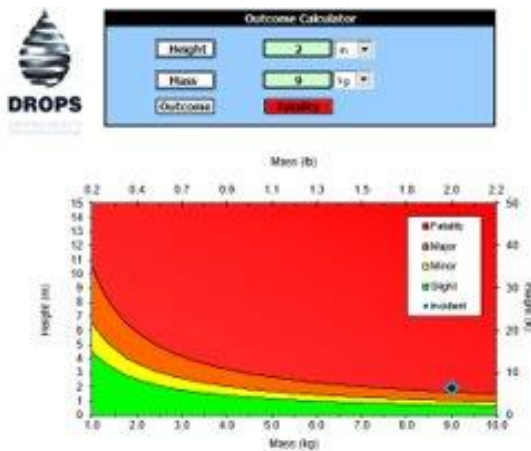 Outcome Calculator
Height 2 m
Mass 9 kg
Outcome Fatality
DROPS
Mass (lb)
0.2 0.4 0.7 0.9 1.1 1.3 1.5 1.8 2.0 2.2
15 50
14
13
12 40
11
10
9 30
8
7
6 20
5
4
3 10
2
1
0 0
Height (m)
Fatality
Major
Minor
Slight
Incident
1.0 2.0 3.0 4.0 5.0 6.0 7.0 8.0 9.0 10.0
Mass (kg)